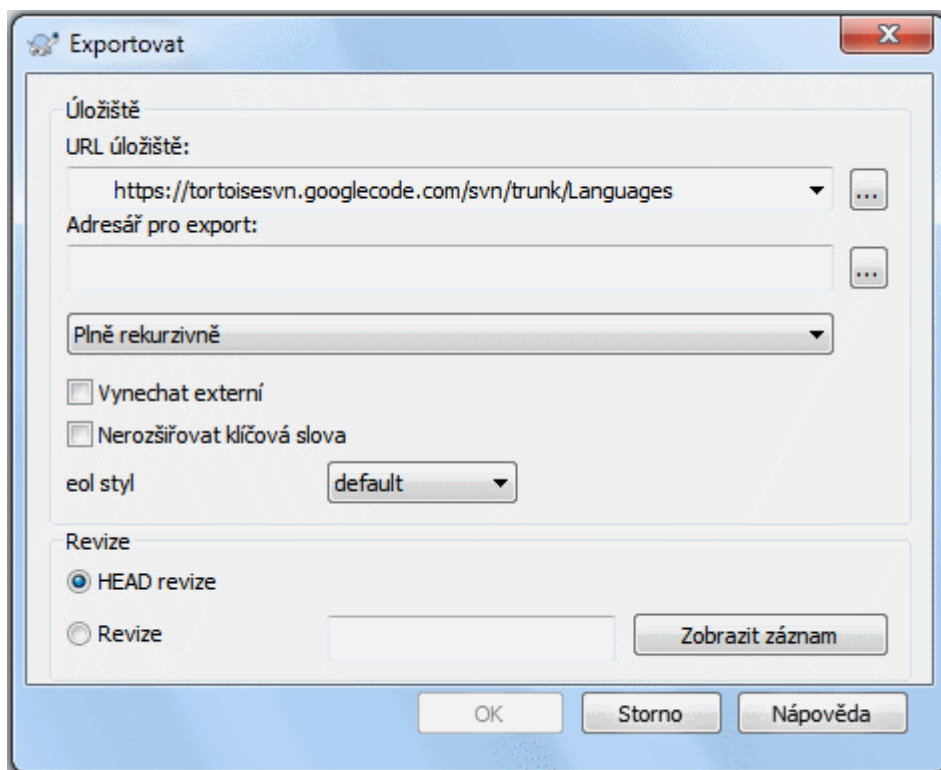 Exportovat
Úložiště
URL úložiště:
https://tortoisesvn.googlecode.com/svn/trunk/Languages
...
Adresář pro export:
...
Plně rekurzivně
Vynechat externí
Nerozšiřovat klíčová slova
eol styl default
Revize
HEAD revize
Revize Zobrazit záznam
OK Storno Nápověda